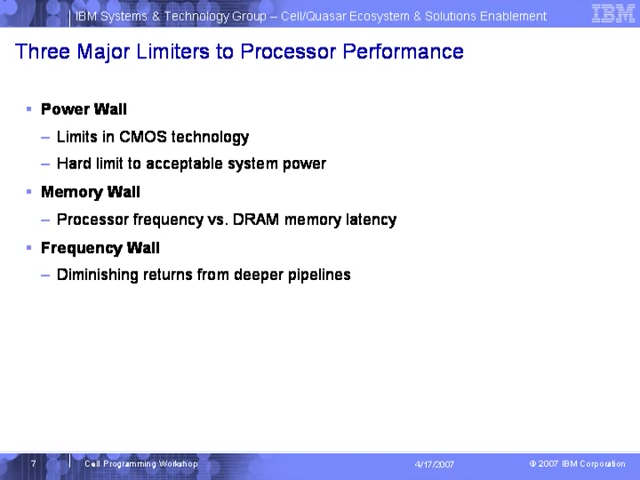 IBM Systems & Technology Group – Cell/Quasar Ecosystem & Solutions Enablement
IBM
Three Major Limiters to Processor Performance
▪ Power Wall
– Limits in CMOS technology
– Hard limit to acceptable system power
▪ Memory Wall
– Processor frequency vs. DRAM memory latency
▪ Frequency Wall
– Diminishing returns from deeper pipelines
7 Cell Programming Workshop 4/17/2007 © 2007 IBM Corporation